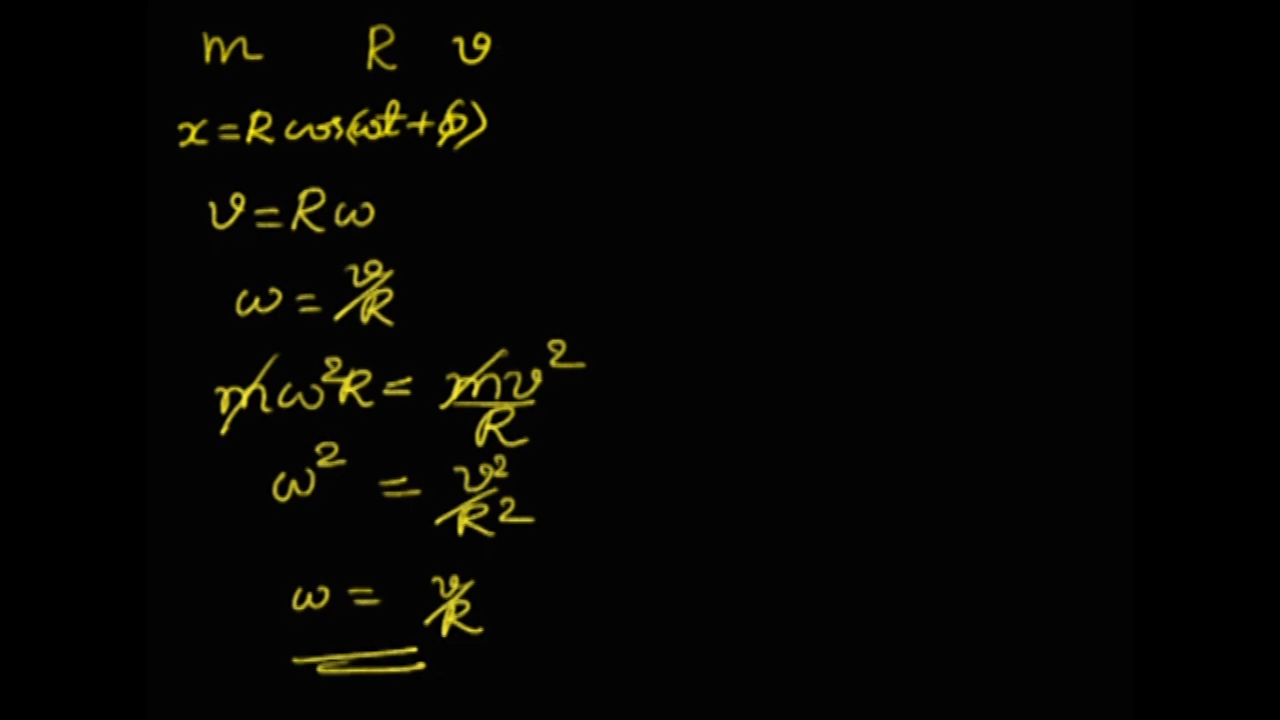 m R v
x = R cos(ωt + φ)
v = Rω
ω = v/R
mω²R = mv²/R
ω² = v²/R²
ω = v/R